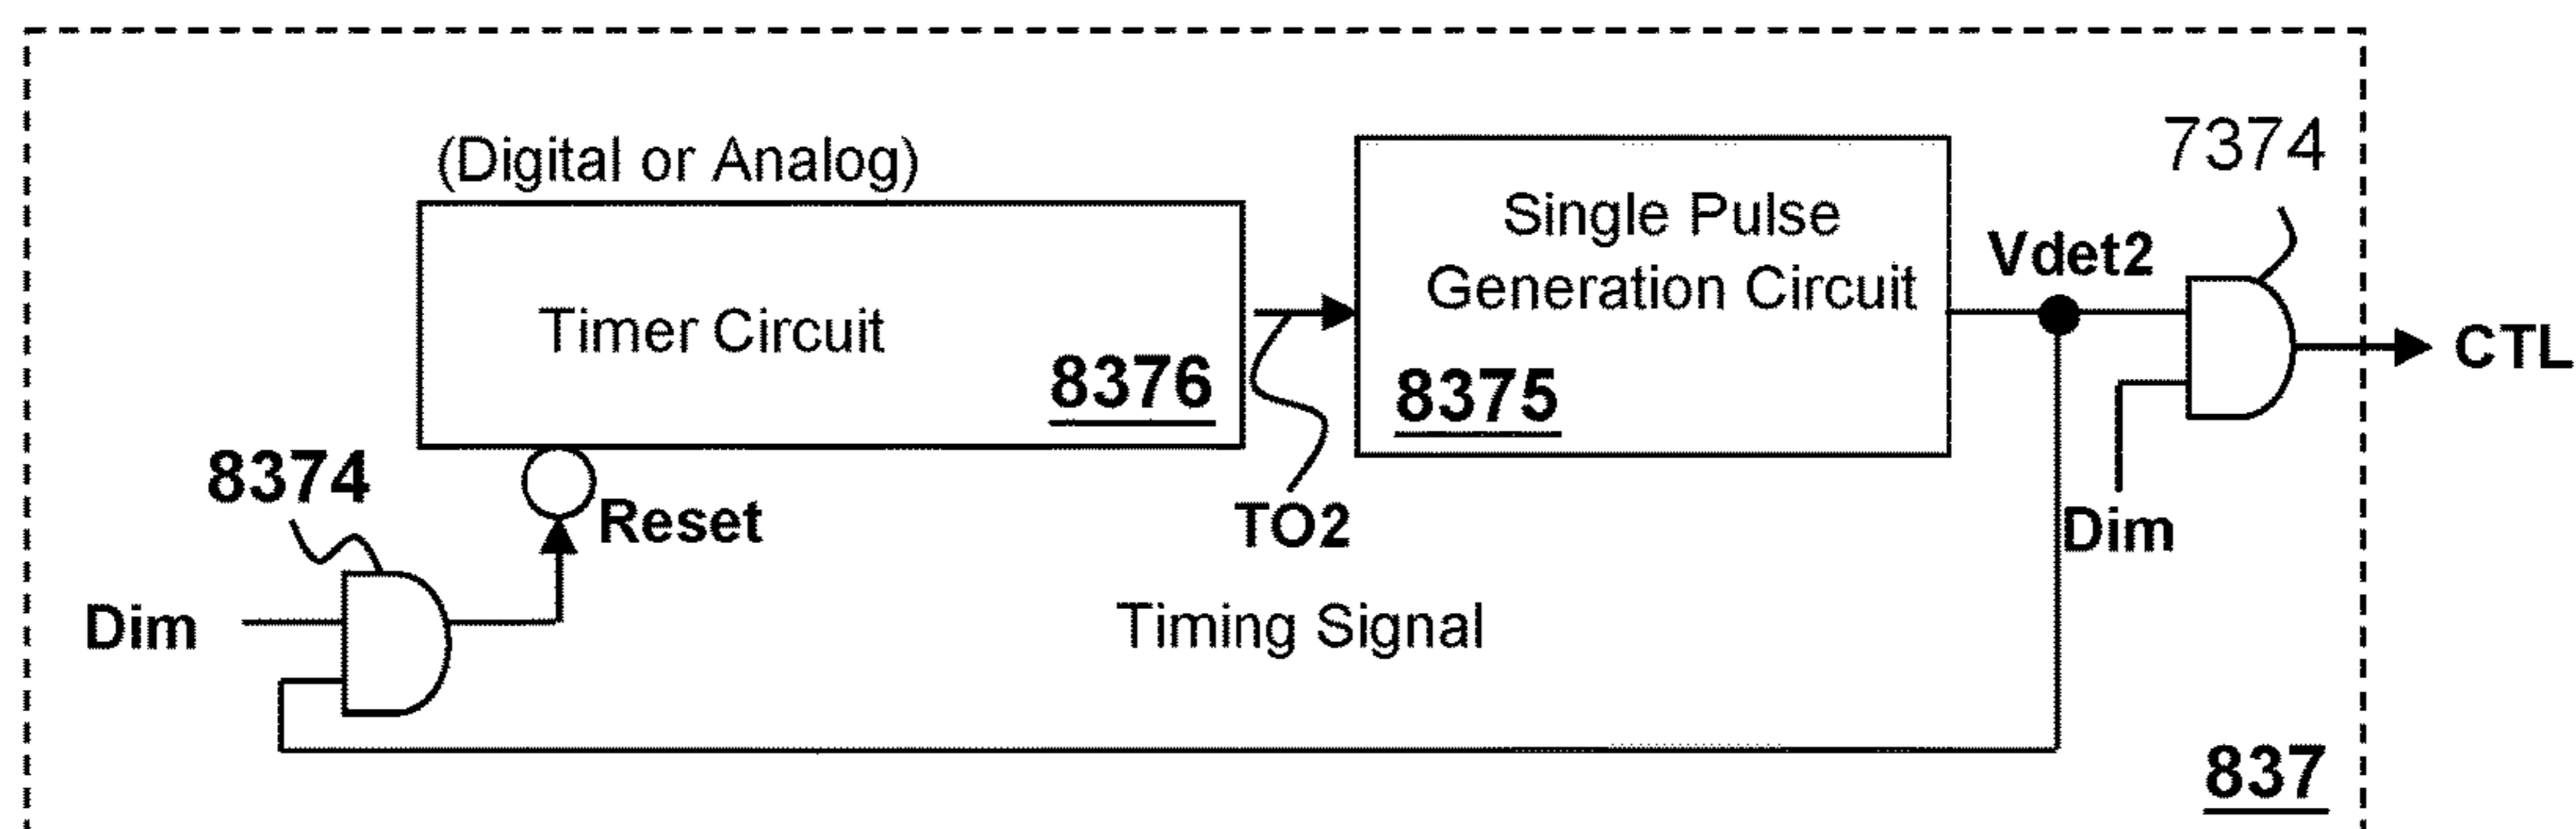 7374
(Digital or Analog)
Single Pulse
Generation Circuit
Vdet2
Timer Circuit
8376
8375
CTL
8374
Reset
TO2
Dim
Dim
Timing Signal
837